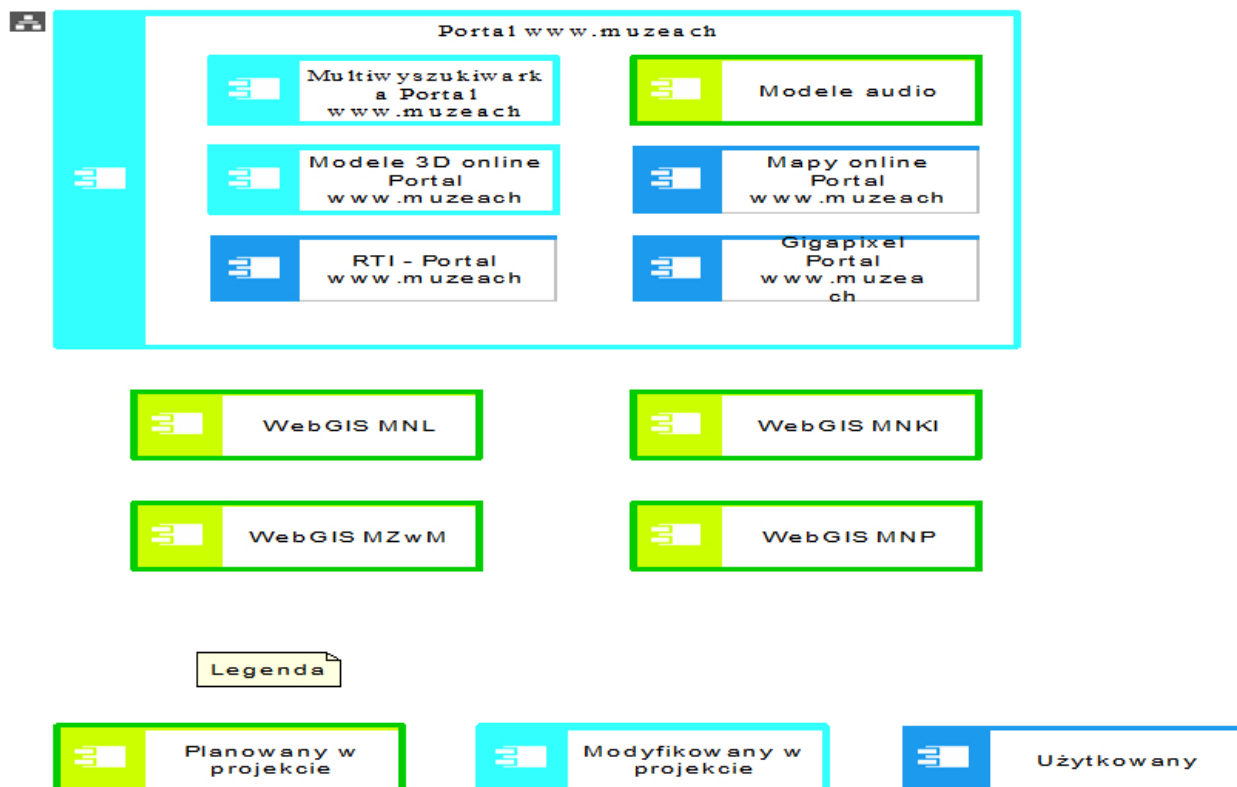 Portal www.muzeach
Multiwyszukiwark
a Portal
www.muzeach
Modele audio
Modele 3D online
Portal
www.muzeach
Mapy online
Portal
www.muzeach
RTI - Portal
www.muzeach
Gigapixel
Portal
www.muzea
ch
WebGIS MNL
WebGIS MNKI
WebGIS MZwM
WebGIS MNP
Legenda
Planowany w
projekcie
Modyfikowany w
projekcie
Użytkowany